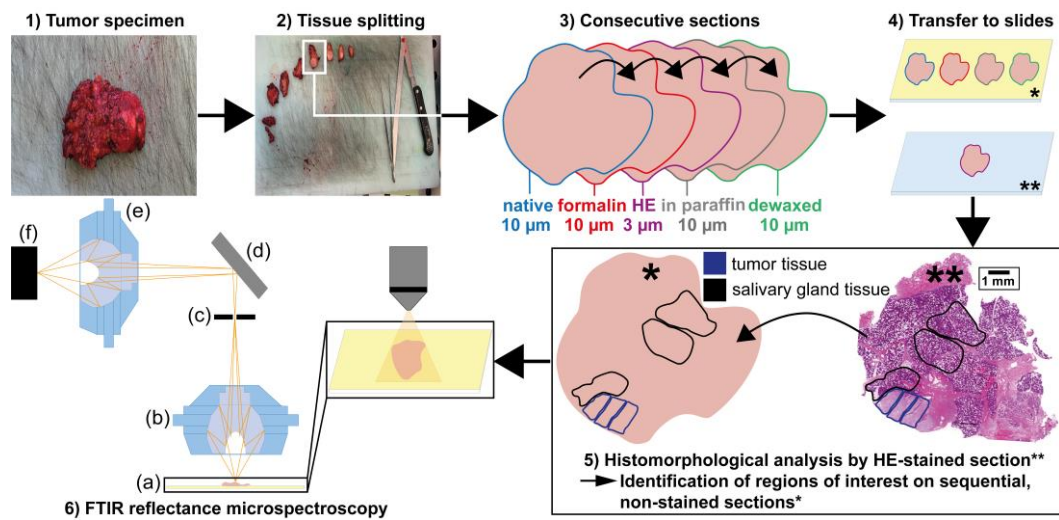 1) Tumor specimen
2) Tissue splitting
3) Consecutive sections
4) Transfer to slides
native formalin HE in paraffin dewaxed
10 µm 10 µm 3 µm 10 µm 10 µm
*
**
(e)
(f)
(d)
(c)
(b)
(a)
6) FTIR reflectance microspectroscopy
*
tumor tissue
salivary gland tissue
**
1 mm
5) Histomorphological analysis by HE-stained section**
Identification of regions of interest on sequential,
non-stained sections*